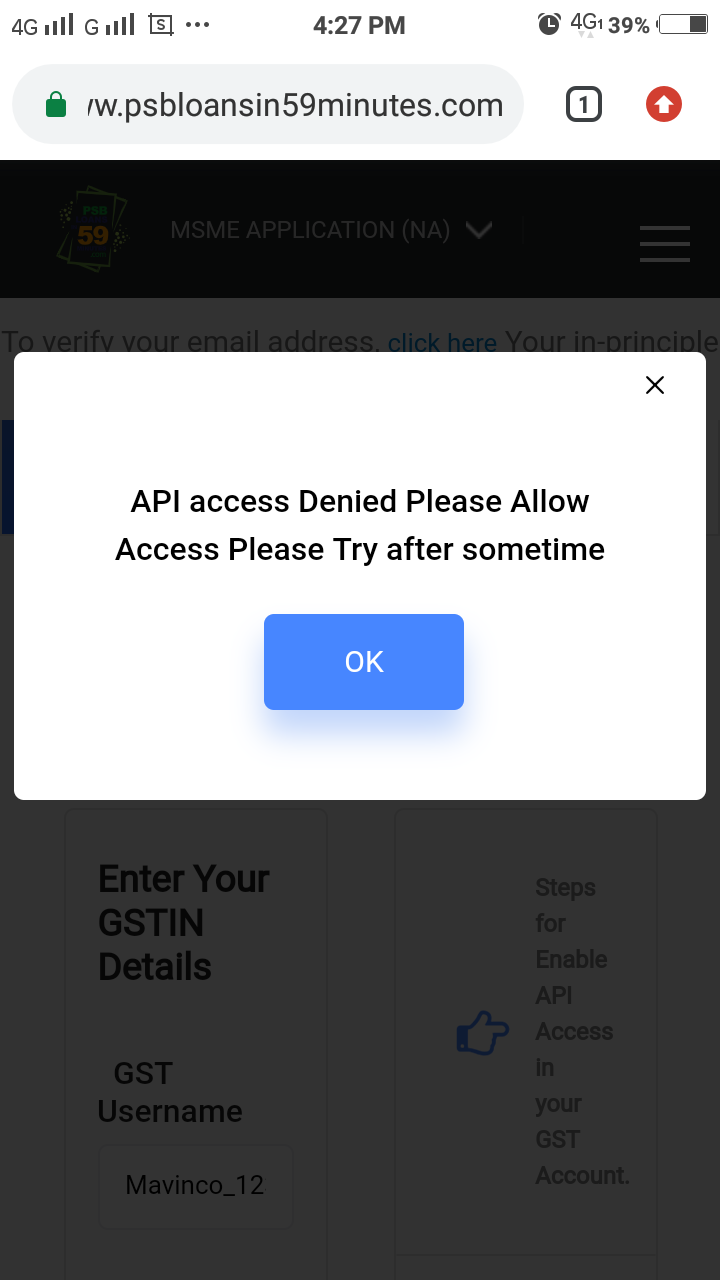 4G G S ••• 4:27 PM 4G1 39%
w.psbloansin59minutes.com 1
PSB
59
MSME APPLICATION (NA)
To verify your email address, click here Your in-principle
API access Denied Please Allow
Access Please Try after sometime
OK
Enter Your
GSTIN
Details
GST
Username
Mavinco_12
Steps
for
Enable
API
Access
in
your
GST
Account.